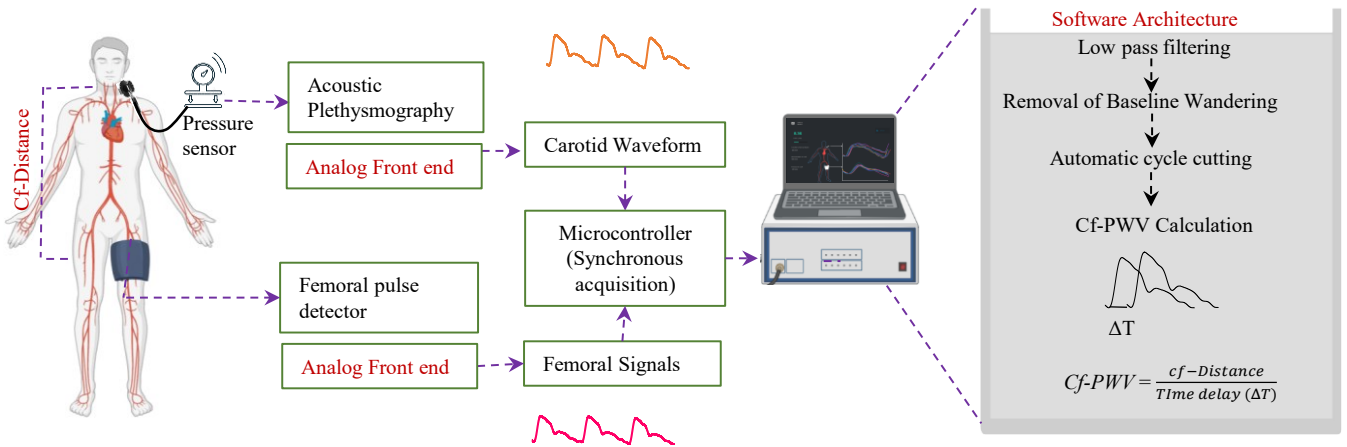 Cf-Distance
Pressure
sensor
Acoustic
Plethysmography
Analog Front end
Femoral pulse
detector
Analog Front end
Carotid Waveform
Microcontroller
(Synchronous
acquisition)
Femoral Signals
Software Architecture
Low pass filtering
Removal of Baseline Wandering
Automatic cycle cutting
Cf-PWV Calculation
ΔT
Cf-PWV = cf−Distance / TIme delay (ΔT)